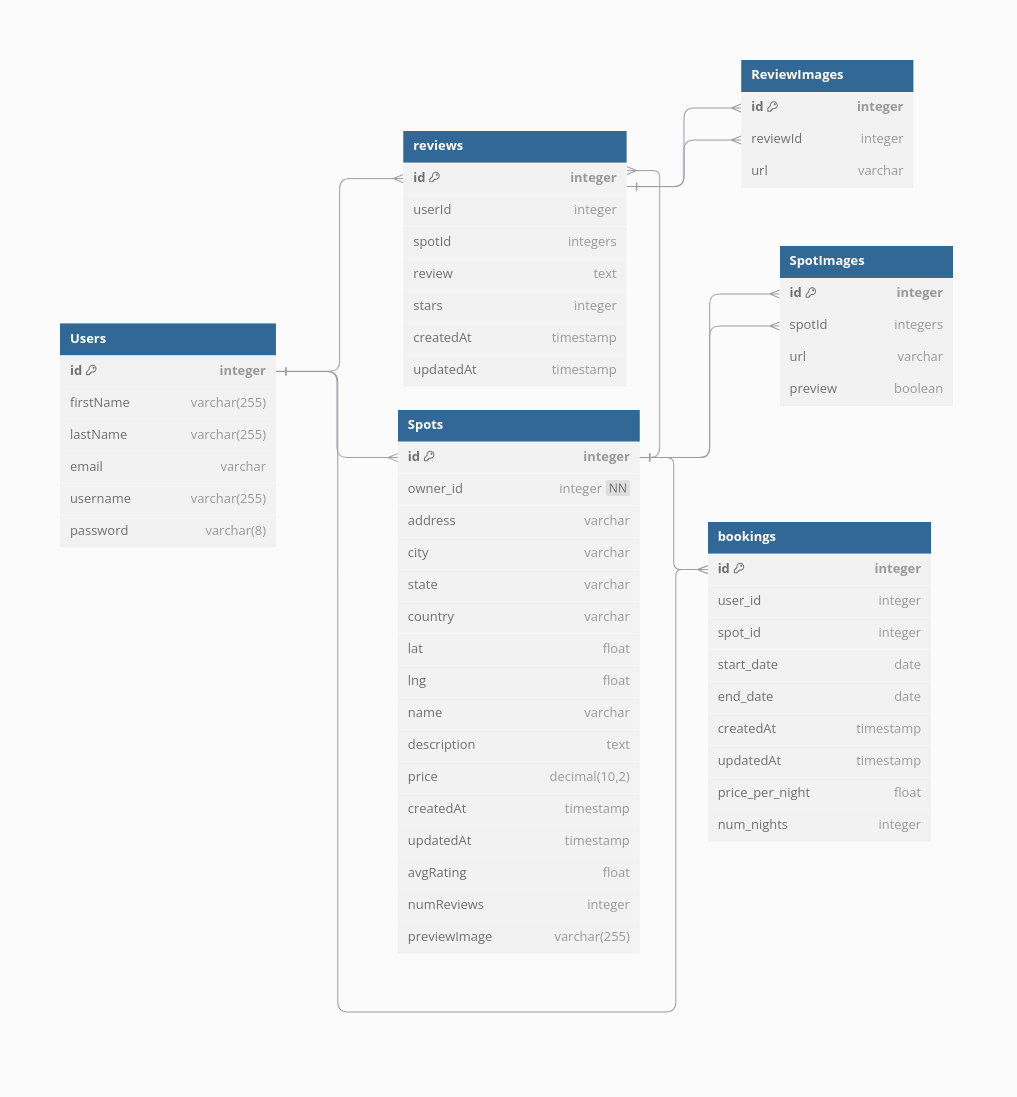 ReviewImages
id integer
reviewId integer
url varchar
reviews
id integer
userId integer
spotId integers
review text
stars integer
createdAt timestamp
updatedAt timestamp
SpotImages
id integer
spotId integers
url varchar
preview boolean
Users
id integer
firstName varchar(255)
lastName varchar(255)
email varchar
username varchar(255)
password varchar(8)
Spots
id integer
owner_id integer NN
address varchar
city varchar
state varchar
country varchar
lat float
lng float
name varchar
description text
price decimal(10,2)
createdAt timestamp
updatedAt timestamp
avgRating float
numReviews integer
previewImage varchar(255)
bookings
id integer
user_id integer
spot_id integer
start_date date
end_date date
createdAt timestamp
updatedAt timestamp
price_per_night float
num_nights integer